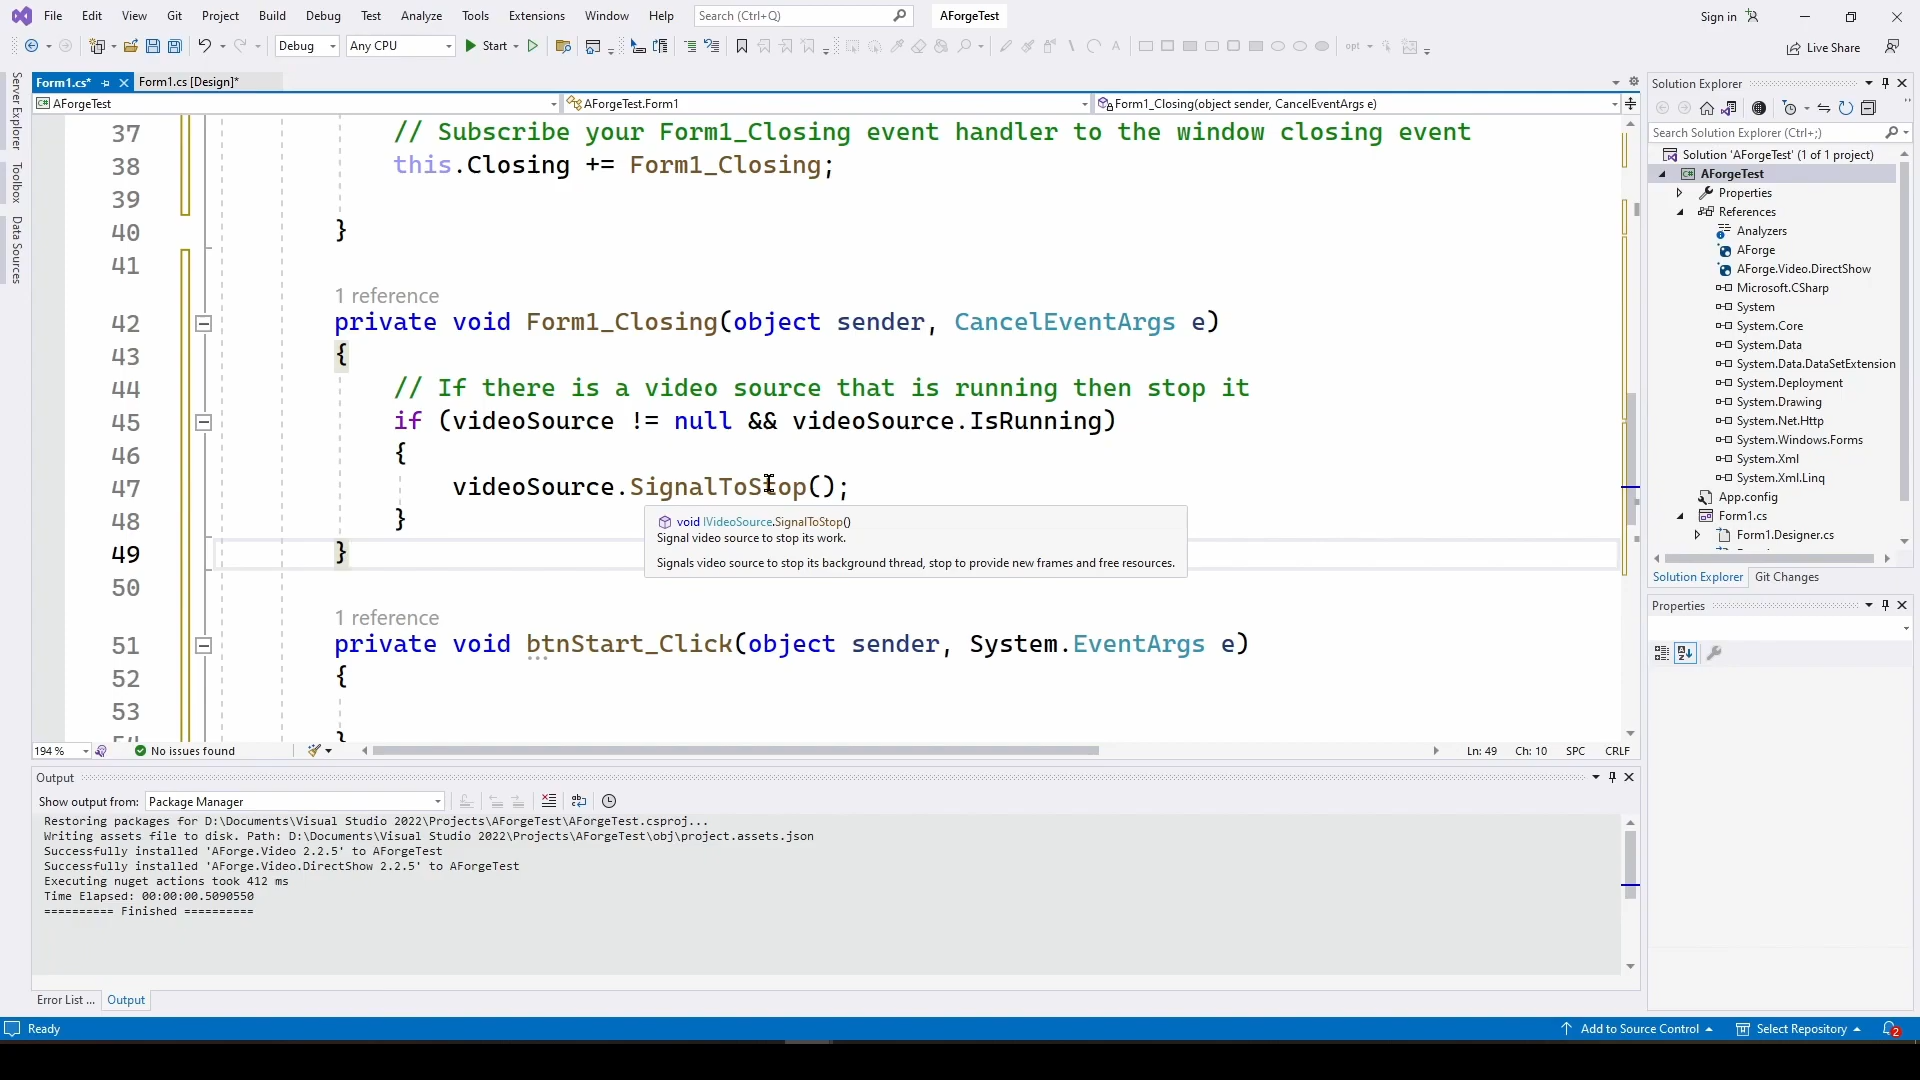 File Edit View Git Project Build Debug Test Analyze Tools Extensions Window Help Search (Ctrl+Q) AForgeTest Sign in
Debug Any CPU Start opt Live Share
Server Explorer
Toolbox
Data Sources
Form1.cs* Form1.cs [Design]*
AForgeTest AForgeTest.Form1 Form1_Closing(object sender, CancelEventArgs e)
37 // Subscribe your Form1_Closing event handler to the window closing event
38 this.Closing += Form1_Closing;
39
40 }
41
1 reference
42 private void Form1_Closing(object sender, CancelEventArgs e)
43 {
44 // If there is a video source that is running then stop it
45 if (videoSource != null && videoSource.IsRunning)
46 {
47 videoSource.SignalToStop();
48 }
49 }
50
void IVideoSource.SignalToStop()
Signal video source to stop its work.
Signals video source to stop its background thread, stop to provide new frames and free resources.
1 reference
51 private void btnStart_Click(object sender, System.EventArgs e)
52 {
53
}
194 % No issues found Ln: 49 Ch: 10 SPC CRLF
Output
Show output from: Package Manager
Restoring packages for D:\Documents\Visual Studio 2022\Projects\AForgeTest\AForgeTest.csproj...
Writing assets file to disk. Path: D:\Documents\Visual Studio 2022\Projects\AForgeTest\obj\project.assets.json
Successfully installed 'AForge.Video 2.2.5' to AForgeTest
Successfully installed 'AForge.Video.DirectShow 2.2.5' to AForgeTest
Executing nuget actions took 412 ms
Time Elapsed: 00:00:00.5090550
========== Finished ==========
Error List ... Output
Solution Explorer
Search Solution Explorer (Ctrl+;)
Solution 'AForgeTest' (1 of 1 project)
AForgeTest
Properties
References
Analyzers
AForge
AForge.Video.DirectShow
Microsoft.CSharp
System
System.Core
System.Data
System.Data.DataSetExtension
System.Deployment
System.Drawing
System.Net.Http
System.Windows.Forms
System.Xml
System.Xml.Linq
App.config
Form1.cs
Form1.Designer.cs
Solution Explorer Git Changes
Properties
Ready Add to Source Control Select Repository 2